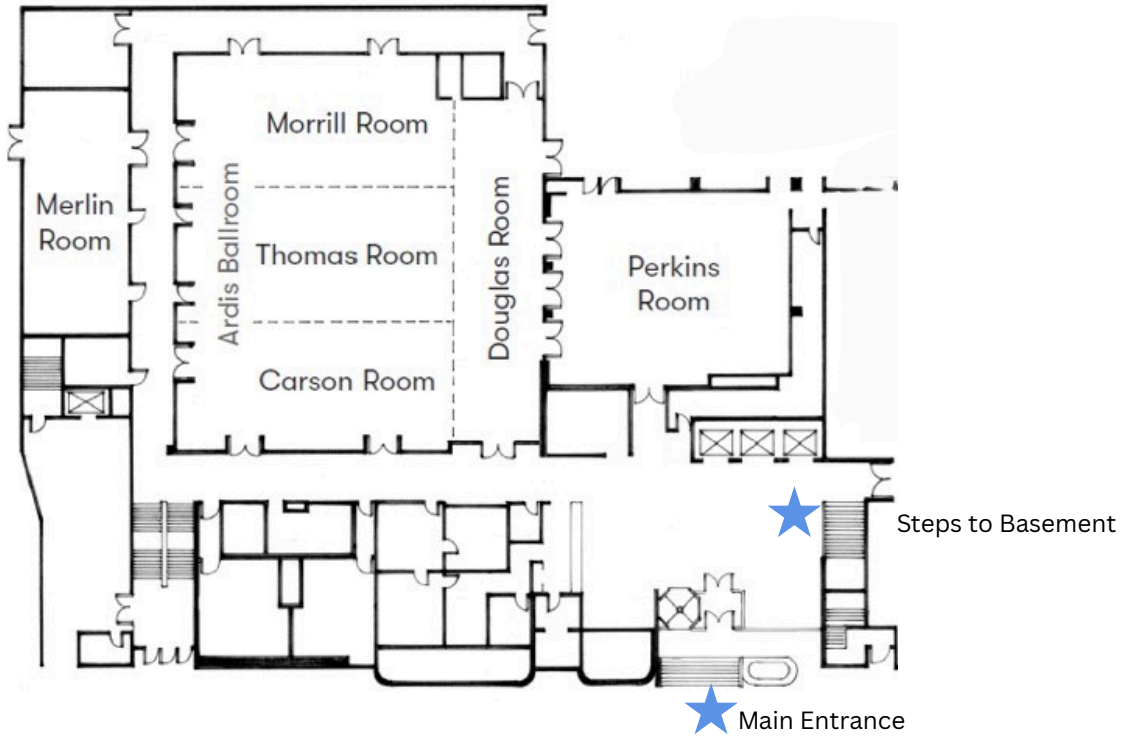 Morrill Room
Merlin
Room
Ardis Ballroom
Thomas Room
Douglas Room
Perkins
Room
Carson Room
Steps to Basement
Main Entrance